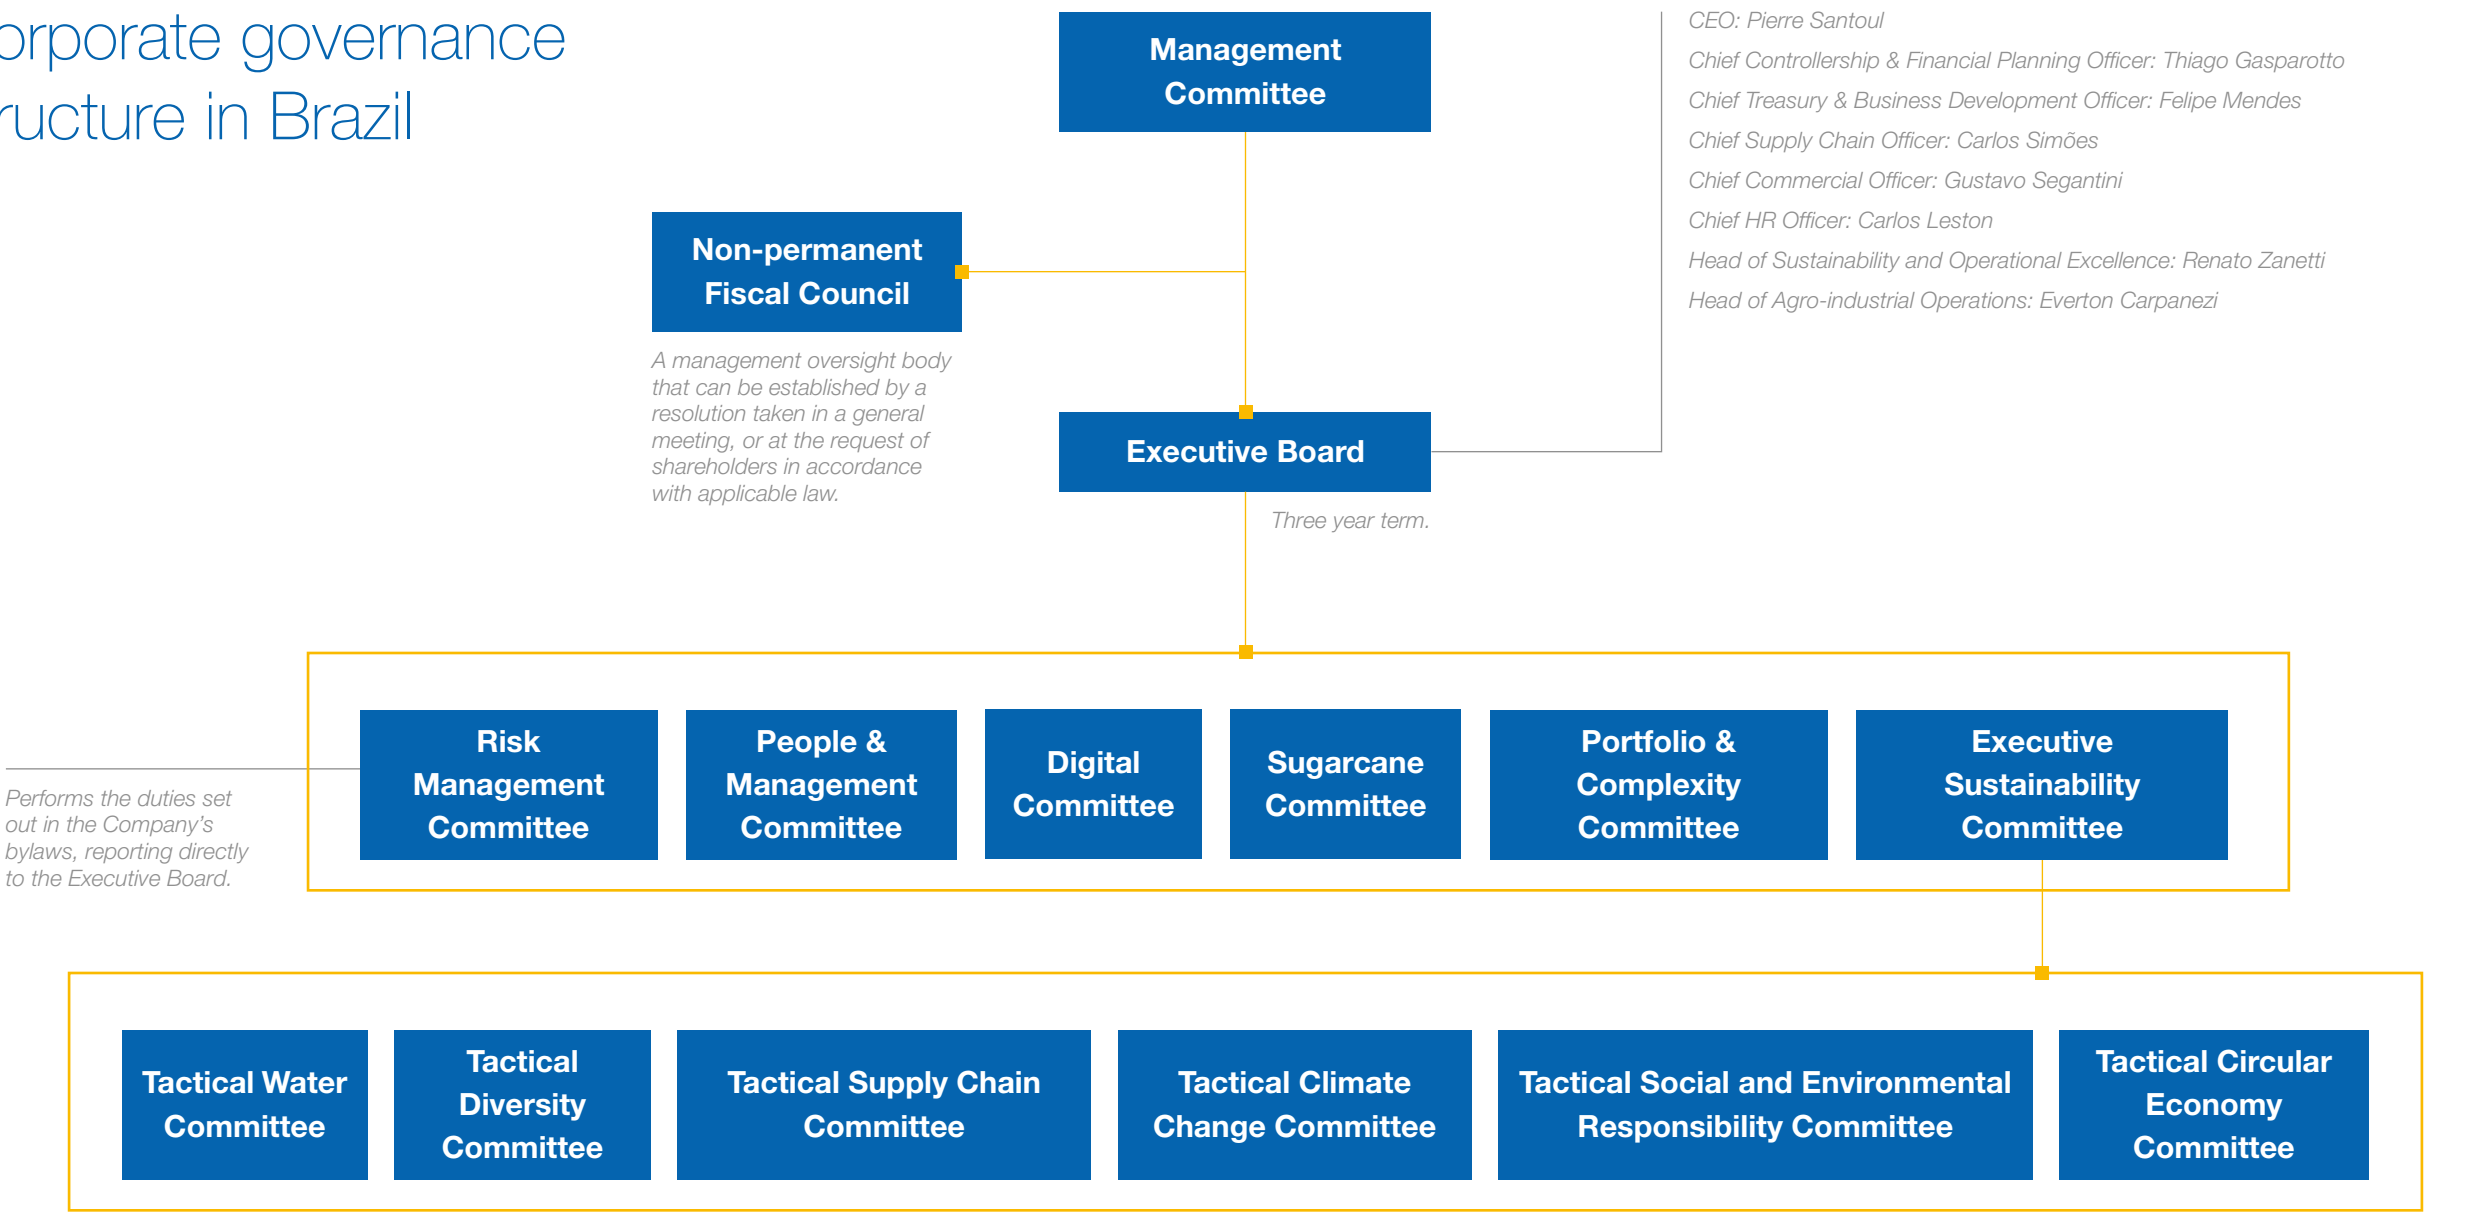 orporate governance
ructure in Brazil
Management
Committee
CEO: Pierre Santoul
Chief Controllership & Financial Planning Officer: Thiago Gasparotto
Chief Treasury & Business Development Officer: Felipe Mendes
Chief Supply Chain Officer: Carlos Simões
Chief Commercial Officer: Gustavo Segantini
Chief HR Officer: Carlos Leston
Head of Sustainability and Operational Excellence: Renato Zanetti
Head of Agro-industrial Operations: Everton Carpanezi
Non-permanent
Fiscal Council
A management oversight body
that can be established by a
resolution taken in a general
meeting, or at the request of
shareholders in accordance
with applicable law.
Executive Board
Three year term.
Performs the duties set
out in the Company's
bylaws, reporting directly
to the Executive Board.
Risk
Management
Committee
People &
Management
Committee
Digital
Committee
Sugarcane
Committee
Portfolio &
Complexity
Committee
Executive
Sustainability
Committee
Tactical Water
Committee
Tactical
Diversity
Committee
Tactical Supply Chain
Committee
Tactical Climate
Change Committee
Tactical Social and Environmental
Responsibility Committee
Tactical Circular
Economy
Committee